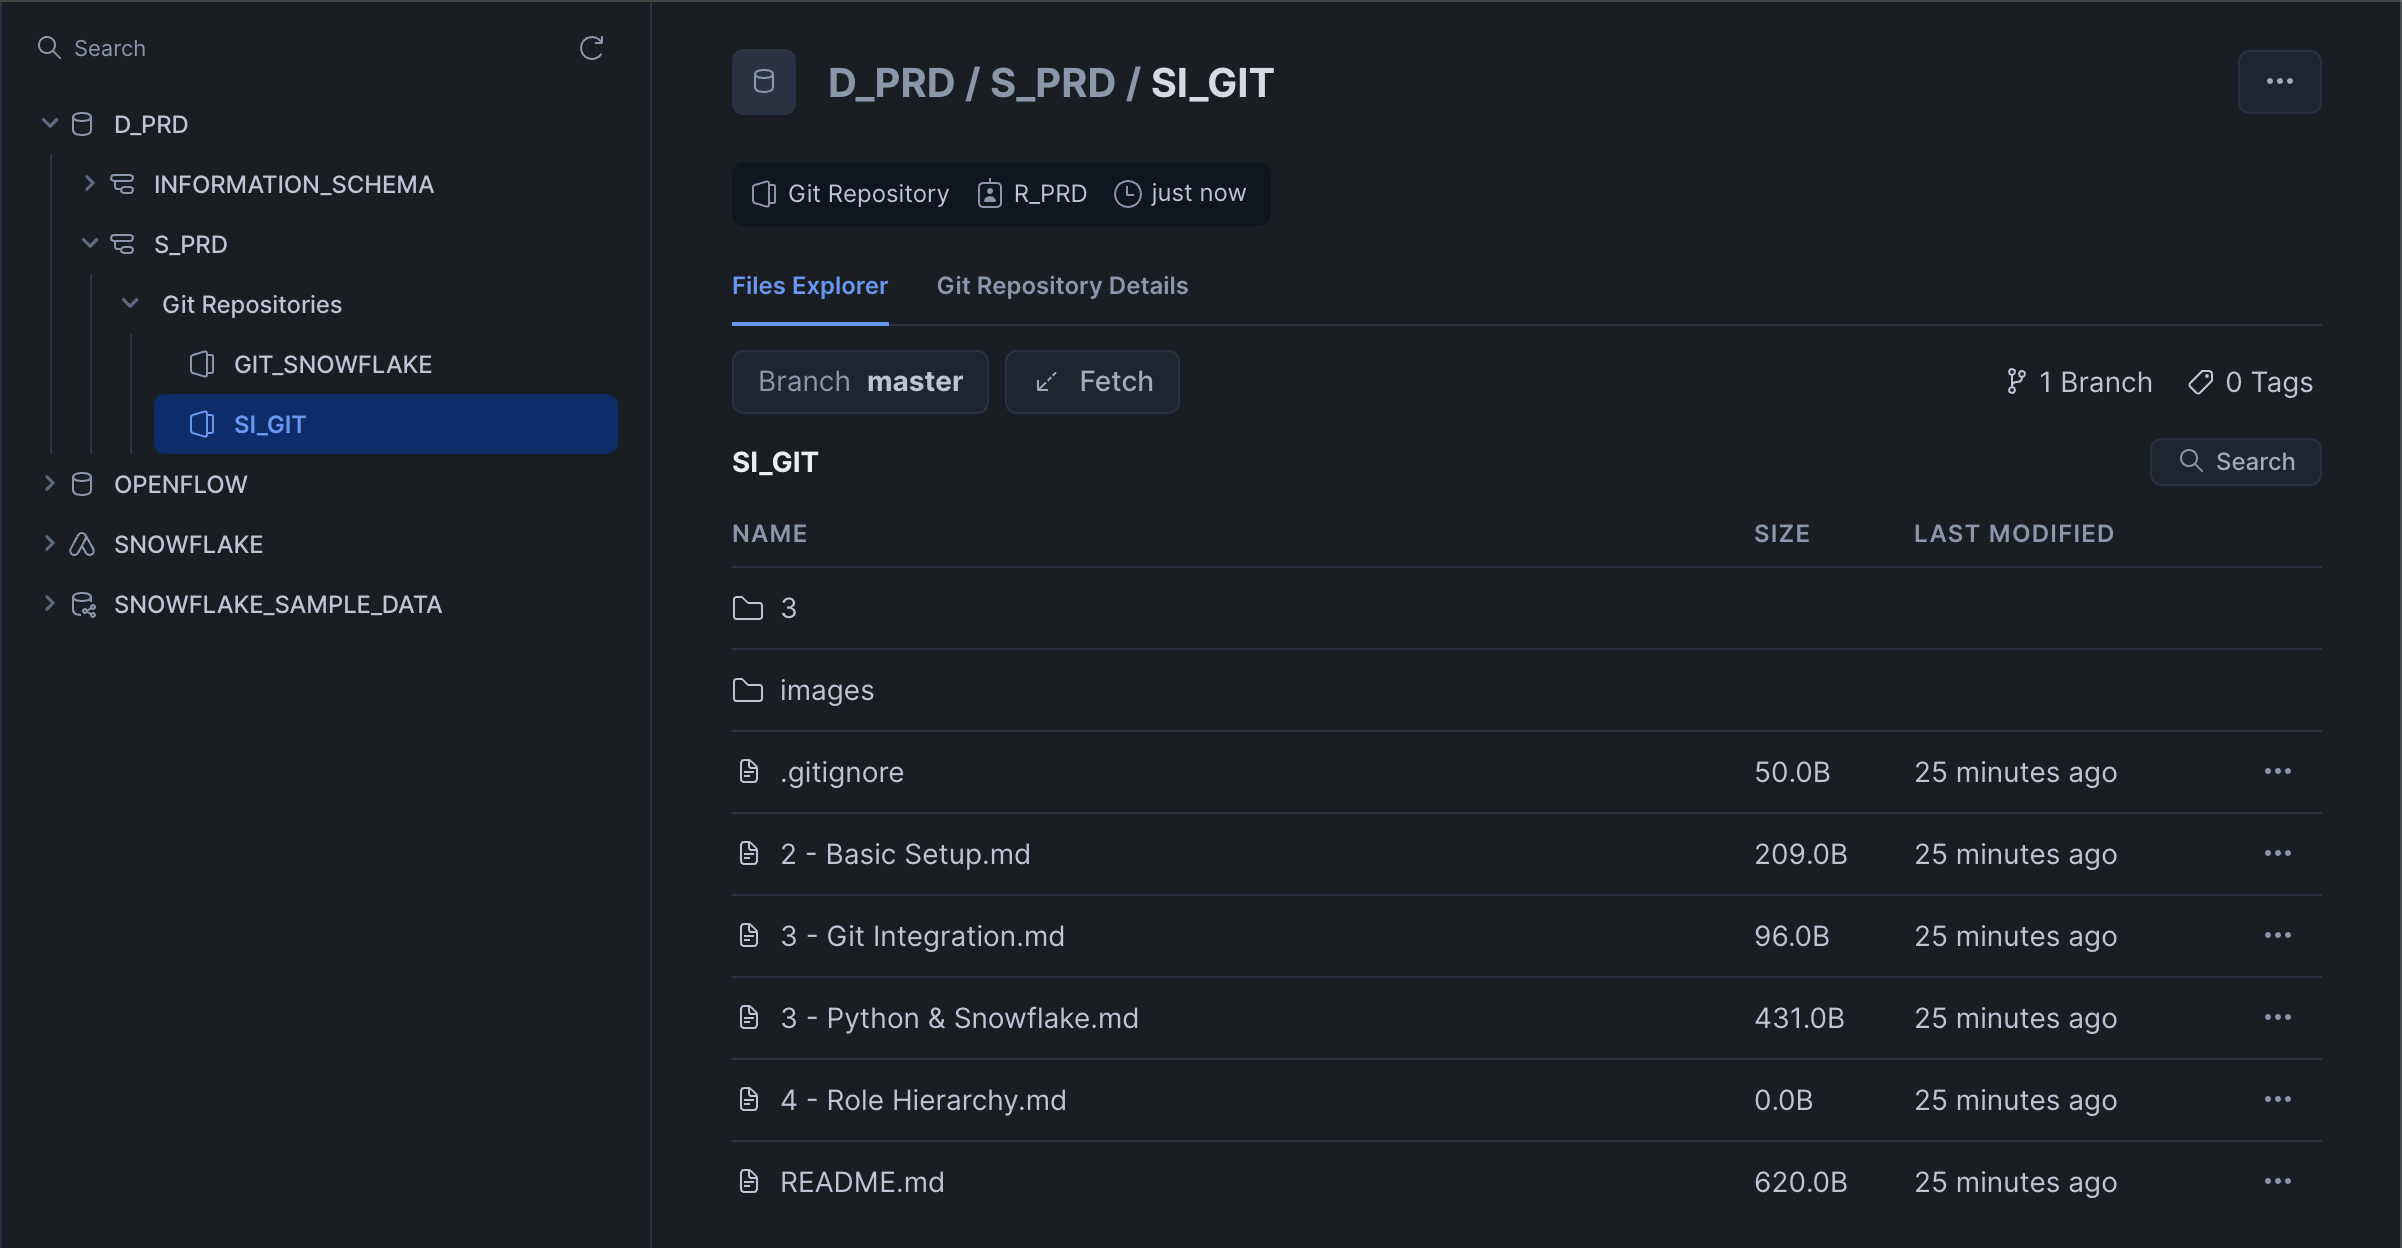 Search
D_PRD
INFORMATION_SCHEMA
S_PRD
Git Repositories
GIT_SNOWFLAKE
SI_GIT
OPENFLOW
SNOWFLAKE
SNOWFLAKE_SAMPLE_DATA
D_PRD / S_PRD / SI_GIT
Git Repository R_PRD just now
Files Explorer Git Repository Details
Branch master Fetch 1 Branch 0 Tags
SI_GIT Search
NAME SIZE LAST MODIFIED
3
images
.gitignore 50.0B 25 minutes ago
2 - Basic Setup.md 209.0B 25 minutes ago
3 - Git Integration.md 96.0B 25 minutes ago
3 - Python & Snowflake.md 431.0B 25 minutes ago
4 - Role Hierarchy.md 0.0B 25 minutes ago
README.md 620.0B 25 minutes ago